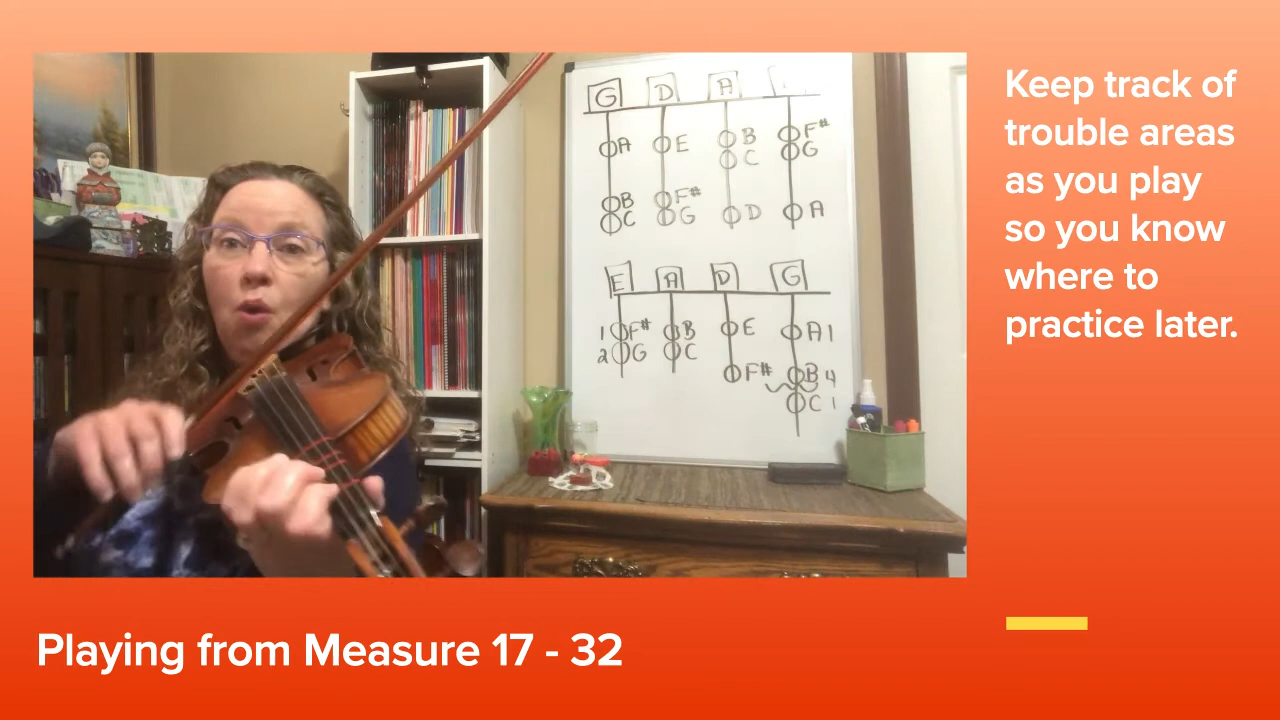 Keep track of
trouble areas
as you play
so you know
where to
practice later.
G D A
A E B F#
C G
B F# D A
C G
E A D G
1 F# B E A 1
2 G C
F# B 4
C 1
Playing from Measure 17 - 32